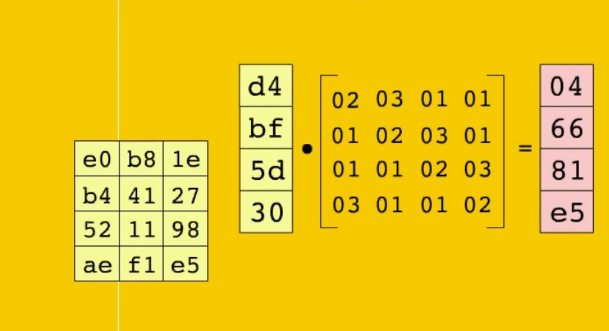 e0 b8 1e
b4 41 27
52 11 98
ae f1 e5
d4
bf
5d
30
•
02 03 01 01
01 02 03 01
01 01 02 03
03 01 01 02
=
04
66
81
e5